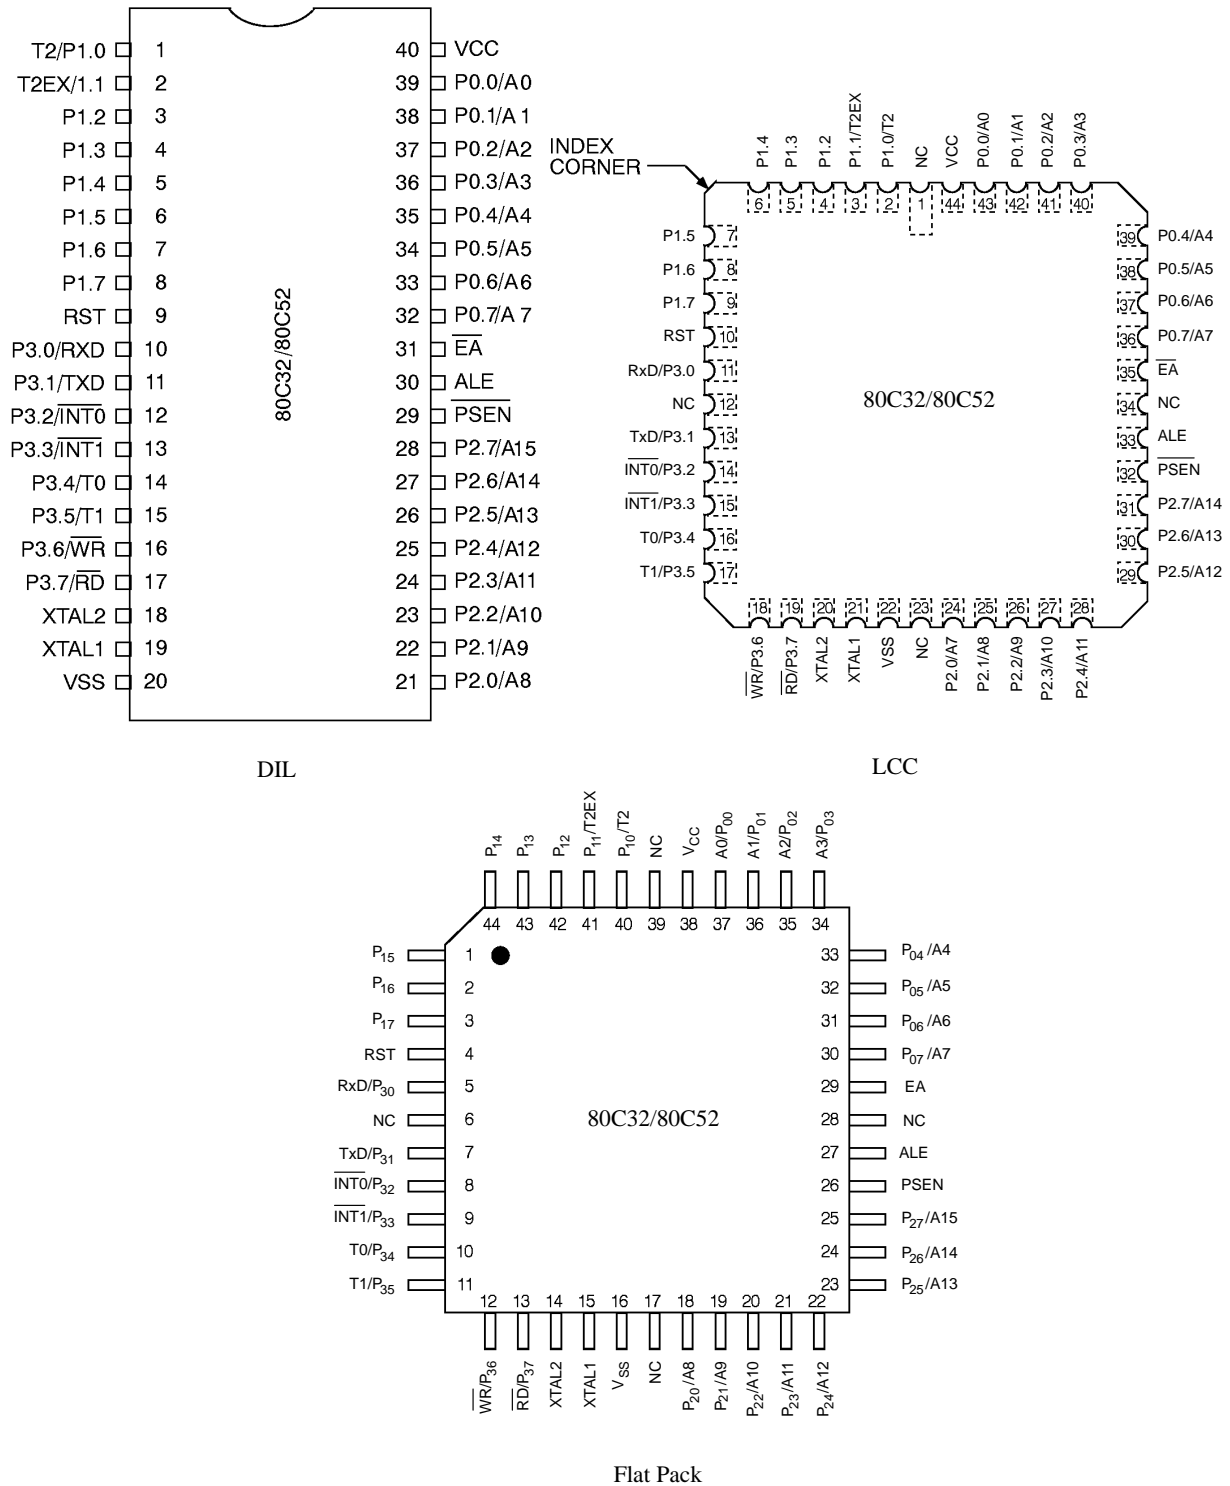 T2/P1.0 1 40 VCC
T2EX/1.1 2 39 P0.0/A0
P1.2 3 38 P0.1/A 1
P1.3 4 37 P0.2/A2
P1.4 5 36 P0.3/A3
P1.5 6 35 P0.4/A4
P1.6 7 34 P0.5/A5
P1.7 8 33 P0.6/A6
RST 9 32 P0.7/A 7
P3.0/RXD 10 31 EA
P3.1/TXD 11 30 ALE
P3.2/INT0 12 29 PSEN
P3.3/INT1 13 28 P2.7/A15
P3.4/T0 14 27 P2.6/A14
P3.5/T1 15 26 P2.5/A13
P3.6/WR 16 25 P2.4/A12
P3.7/RD 17 24 P2.3/A11
XTAL2 18 23 P2.2/A10
XTAL1 19 22 P2.1/A9
VSS 20 21 P2.0/A8
80C32/80C52
DIL
INDEX
CORNER
P1.4 P1.3 P1.2 P1.1/T2EX P1.0/T2 NC VCC P0.0/A0 P0.1/A1 P0.2/A2 P0.3/A3
6 5 4 3 2 1 44 43 42 41 40
P1.5 7 39 P0.4/A4
P1.6 8 38 P0.5/A5
P1.7 9 37 P0.6/A6
RST 10 36 P0.7/A7
RxD/P3.0 11 35 EA
NC 12 34 NC
80C32/80C52
TxD/P3.1 13 33 ALE
INT0/P3.2 14 32 PSEN
INT1/P3.3 15 31 P2.7/A14
T0/P3.4 16 30 P2.6/A13
T1/P3.5 17 29 P2.5/A12
18 19 20 21 22 23 24 25 26 27 28
WR/P3.6 RD/P3.7 XTAL2 XTAL1 VSS NC P2.0/A7 P2.1/A8 P2.2/A9 P2.3/A10 P2.4/A11
LCC
P14 P13 P12 P11/T2EX P10/T2 NC VCC A0/P00 A1/P01 A2/P02 A3/P03
44 43 42 41 40 39 38 37 36 35 34
P15 1 33 P04/A4
P16 2 32 P05/A5
P17 3 31 P06/A6
RST 4 30 P07/A7
RxD/P30 5 29 EA
NC 6 80C32/80C52 28 NC
TxD/P31 7 27 ALE
INT0/P32 8 26 PSEN
INT1/P33 9 25 P27/A15
T0/P34 10 24 P26/A14
T1/P35 11 23 P25/A13
12 13 14 15 16 17 18 19 20 21 22
WR/P36 RD/P37 XTAL2 XTAL1 VSS NC P20/A8 P21/A9 P22/A10 P23/A11 P24/A12
Flat Pack